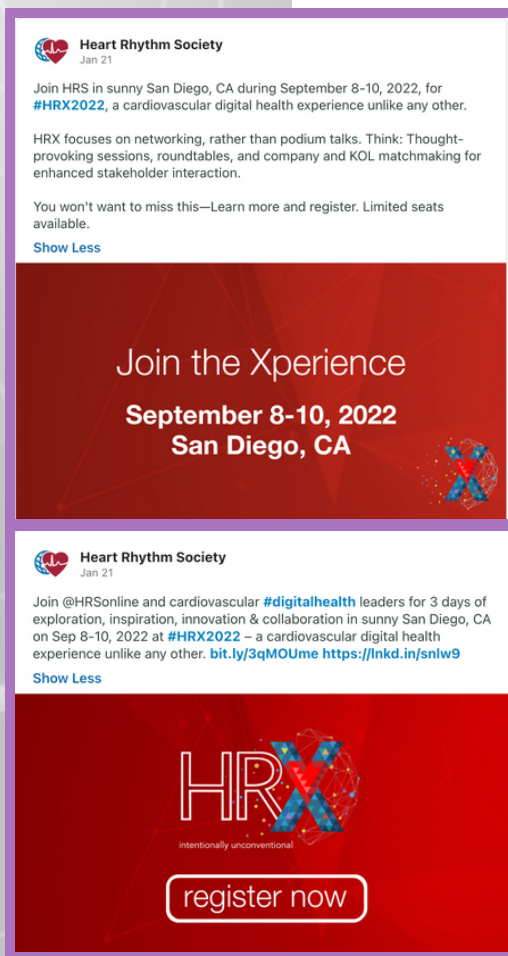 Heart Rhythm Society
Jan 21
Join HRS in sunny San Diego, CA during September 8-10, 2022, for
#HRX2022, a cardiovascular digital health experience unlike any other.
HRX focuses on networking, rather than podium talks. Think: Thought-
provoking sessions, roundtables, and company and KOL matchmaking for
enhanced stakeholder interaction.
You won't want to miss this—Learn more and register. Limited seats
available.
Show Less
Join the Xperience
September 8-10, 2022
San Diego, CA
X
Heart Rhythm Society
Jan 21
Join @HRSonline and cardiovascular #digitalhealth leaders for 3 days of
exploration, inspiration, innovation & collaboration in sunny San Diego, CA
on Sep 8-10, 2022 at #HRX2022 – a cardiovascular digital health
experience unlike any other. bit.ly/3qMOUme https://lnkd.in/snlw9
Show Less
HRX
intentionally unconventional
register now